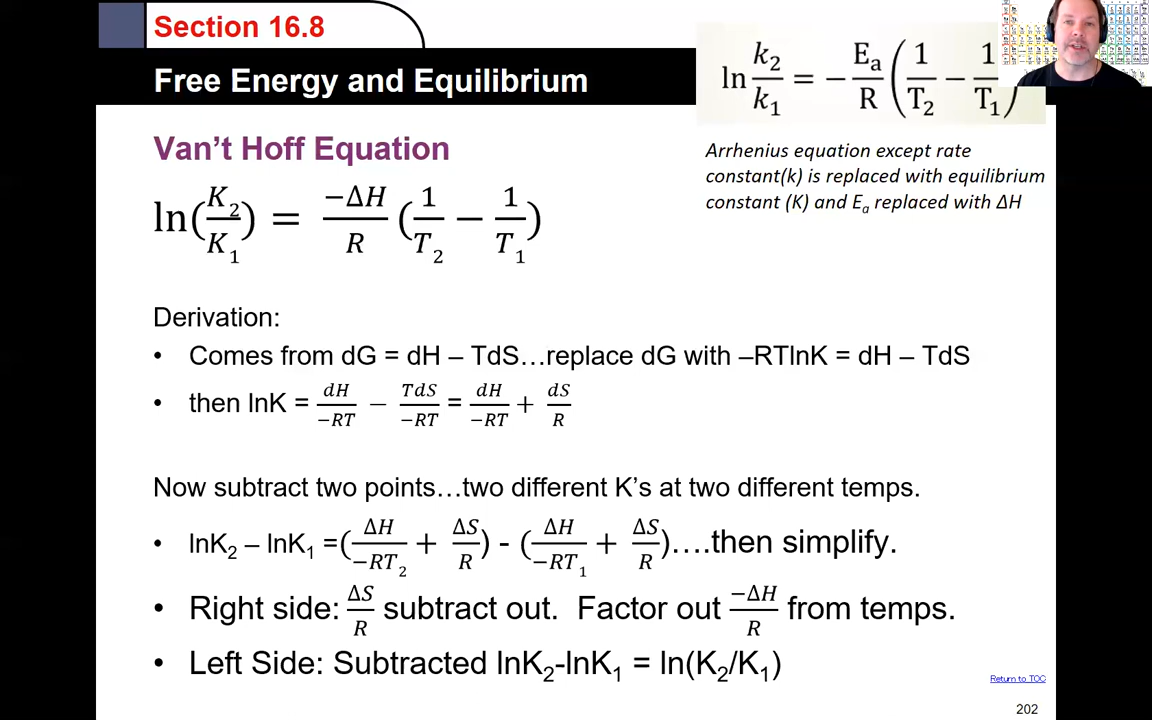 Section 16.8
Free Energy and Equilibrium
ln k₂/k₁ = − Eₐ/R (1/T₂ − 1/T₁)
Arrhenius equation except rate
constant(k) is replaced with equilibrium
constant (K) and Eₐ replaced with ΔH
Van't Hoff Equation
ln(K₂/K₁) = −ΔH/R (1/T₂ − 1/T₁)
Derivation:
• Comes from dG = dH – TdS…replace dG with –RTlnK = dH – TdS
• then lnK = dH/−RT − TdS/−RT = dH/−RT + dS/R
Now subtract two points…two different K's at two different temps.
• lnK₂ – lnK₁ =(ΔH/−RT₂ + ΔS/R) - (ΔH/−RT₁ + ΔS/R)….then simplify.
• Right side: ΔS/R subtract out. Factor out −ΔH/R from temps.
• Left Side: Subtracted lnK₂-lnK₁ = ln(K₂/K₁)
Return to TOC
202